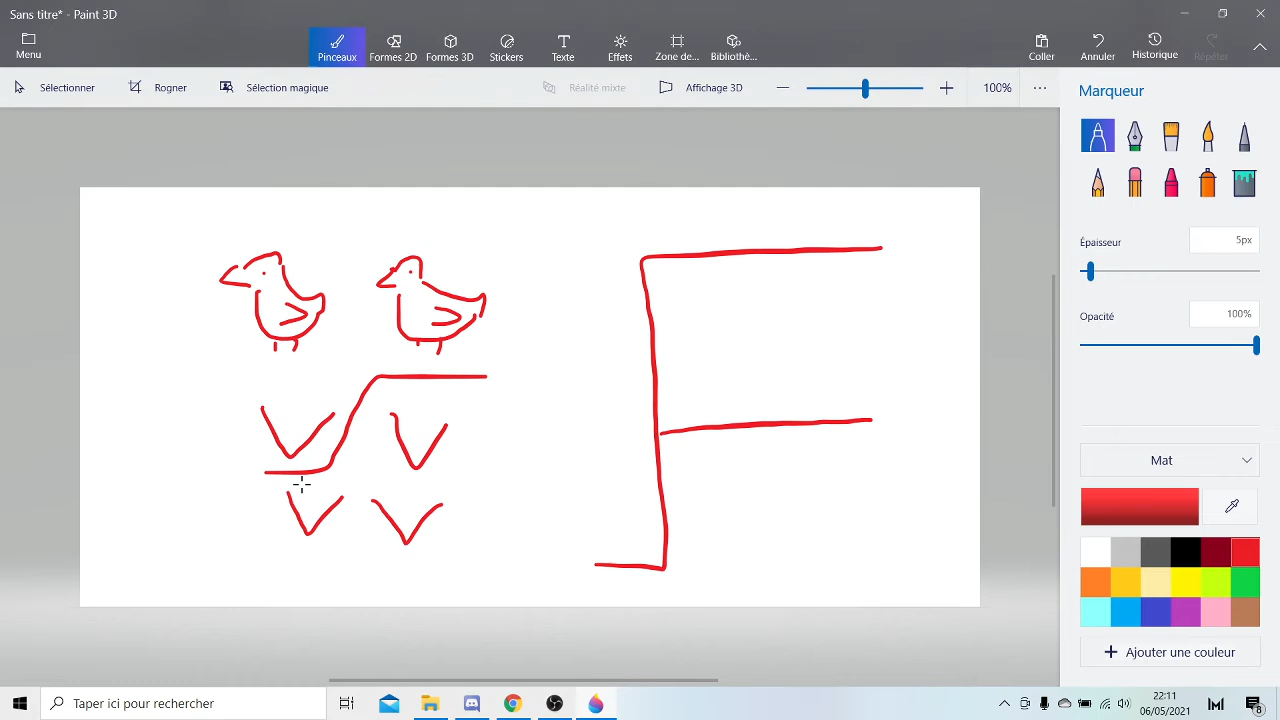 Sans titre* - Paint 3D
Menu
Pinceaux
Formes 2D
Formes 3D
Stickers
Texte
Effets
Zone de...
Bibliothè...
Coller
Annuler
Historique
Répéter
Sélectionner
Rogner
Sélection magique
Réalité mixte
Affichage 3D
100%
Marqueur
Épaisseur
5px
Opacité
100%
Mat
Ajouter une couleur
Taper ici pour rechercher
22:11
06/05/2021
8